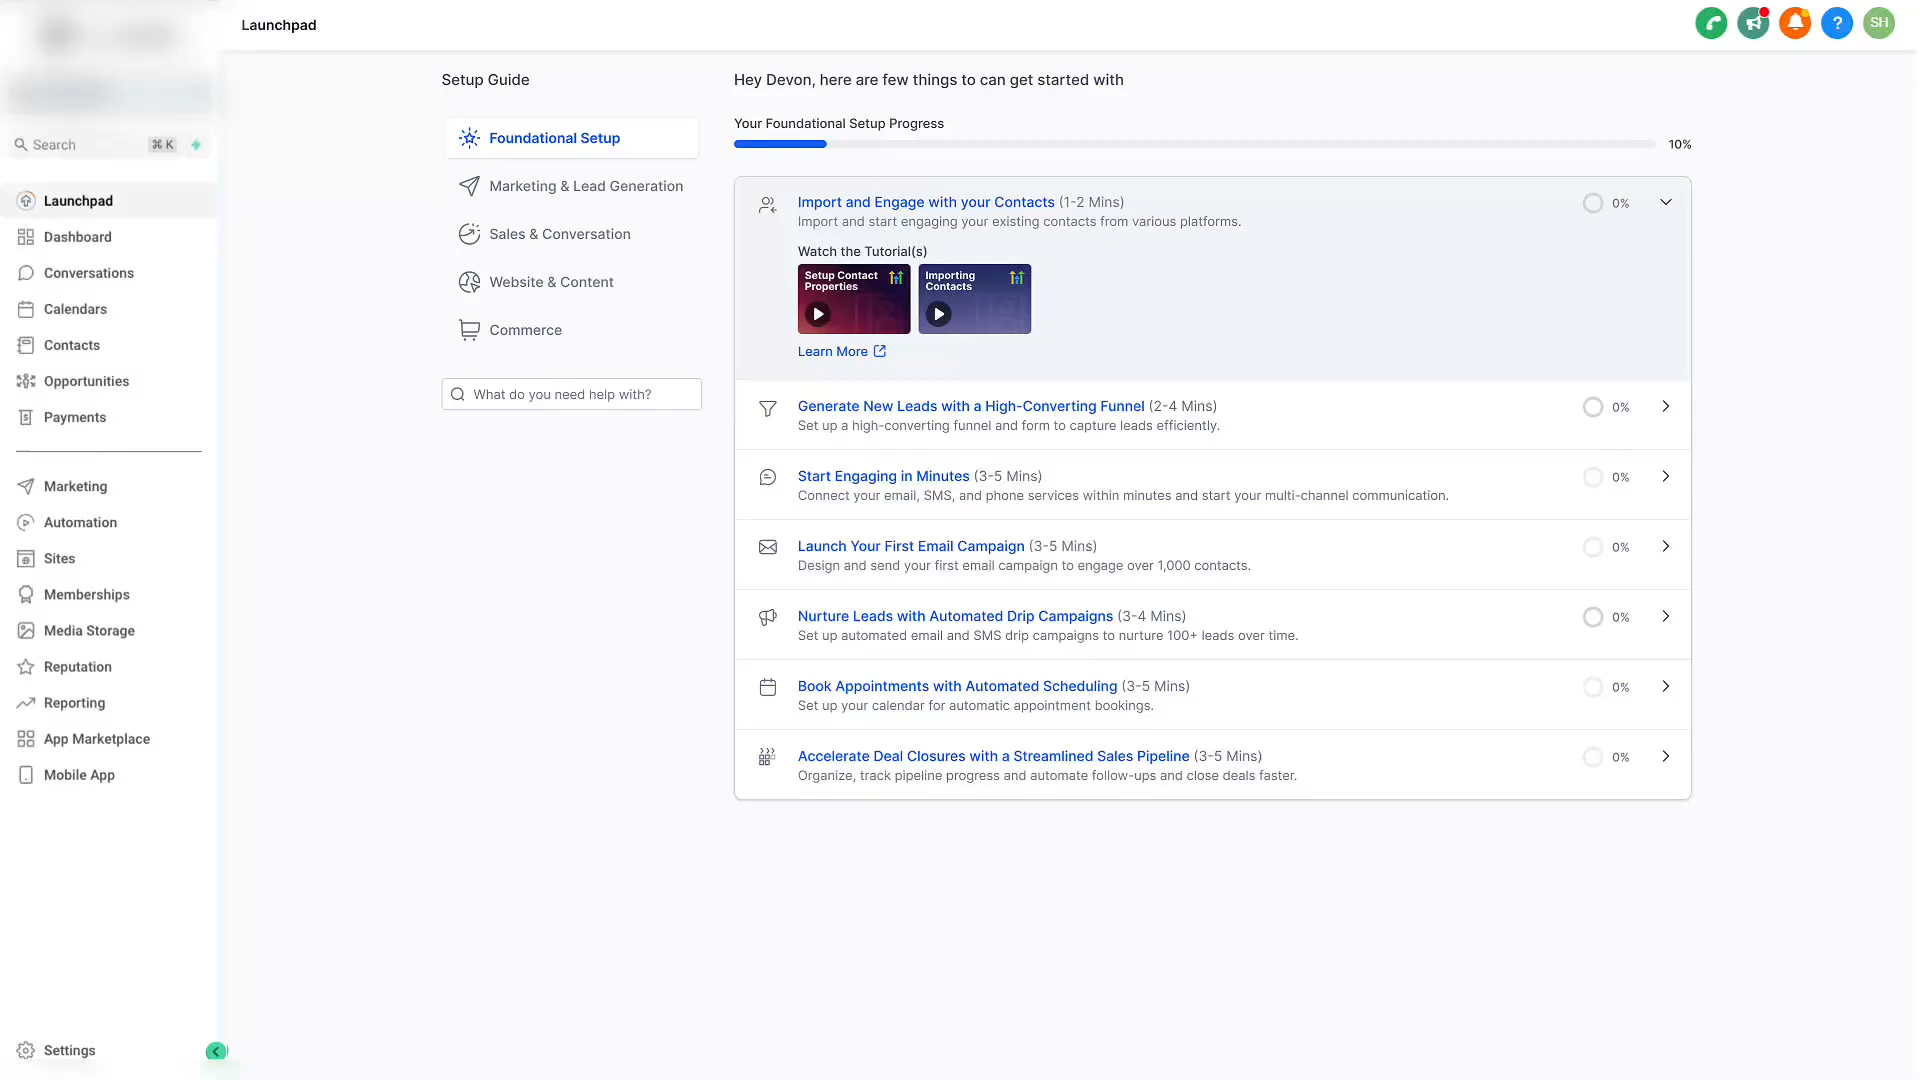 Launchpad
SH
Search
⌘ K
Launchpad
Dashboard
Conversations
Calendars
Contacts
Opportunities
Payments
Marketing
Automation
Sites
Memberships
Media Storage
Reputation
Reporting
App Marketplace
Mobile App
Settings
Setup Guide
Foundational Setup
Marketing & Lead Generation
Sales & Conversation
Website & Content
Commerce
What do you need help with?
Hey Devon, here are few things to can get started with
Your Foundational Setup Progress
10%
Import and Engage with your Contacts (1-2 Mins)
0%
Import and start engaging your existing contacts from various platforms.
Watch the Tutorial(s)
Setup Contact
Properties
Importing
Contacts
Learn More
Generate New Leads with a High-Converting Funnel (2-4 Mins)
0%
Set up a high-converting funnel and form to capture leads efficiently.
Start Engaging in Minutes (3-5 Mins)
0%
Connect your email, SMS, and phone services within minutes and start your multi-channel communication.
Launch Your First Email Campaign (3-5 Mins)
0%
Design and send your first email campaign to engage over 1,000 contacts.
Nurture Leads with Automated Drip Campaigns (3-4 Mins)
0%
Set up automated email and SMS drip campaigns to nurture 100+ leads over time.
Book Appointments with Automated Scheduling (3-5 Mins)
0%
Set up your calendar for automatic appointment bookings.
Accelerate Deal Closures with a Streamlined Sales Pipeline (3-5 Mins)
0%
Organize, track pipeline progress and automate follow-ups and close deals faster.